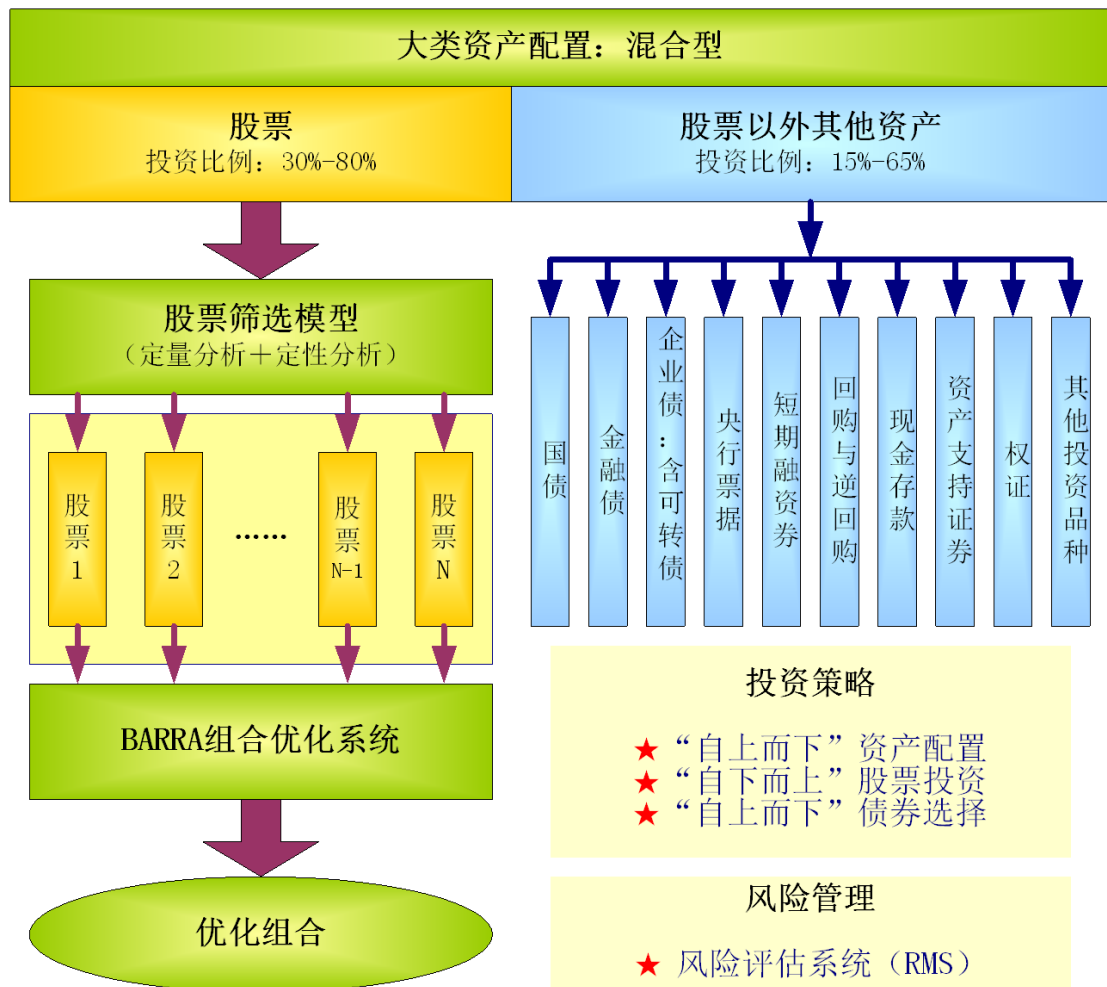 大类资产配置：混合型
股票
投资比例：30%-80%
股票以外其他资产
投资比例：15%-65%
股票筛选模型
（定量分析＋定性分析）
股票1
股票2
……
股票N-1
股票N
BARRA组合优化系统
优化组合
国债
金融债
企业债：含可转债
央行票据
短期融资券
回购与逆回购
现金存款
资产支持证券
权证
其他投资品种
投资策略
★“自上而下”资产配置
★“自下而上”股票投资
★“自上而下”债券选择
风险管理
★ 风险评估系统（RMS）